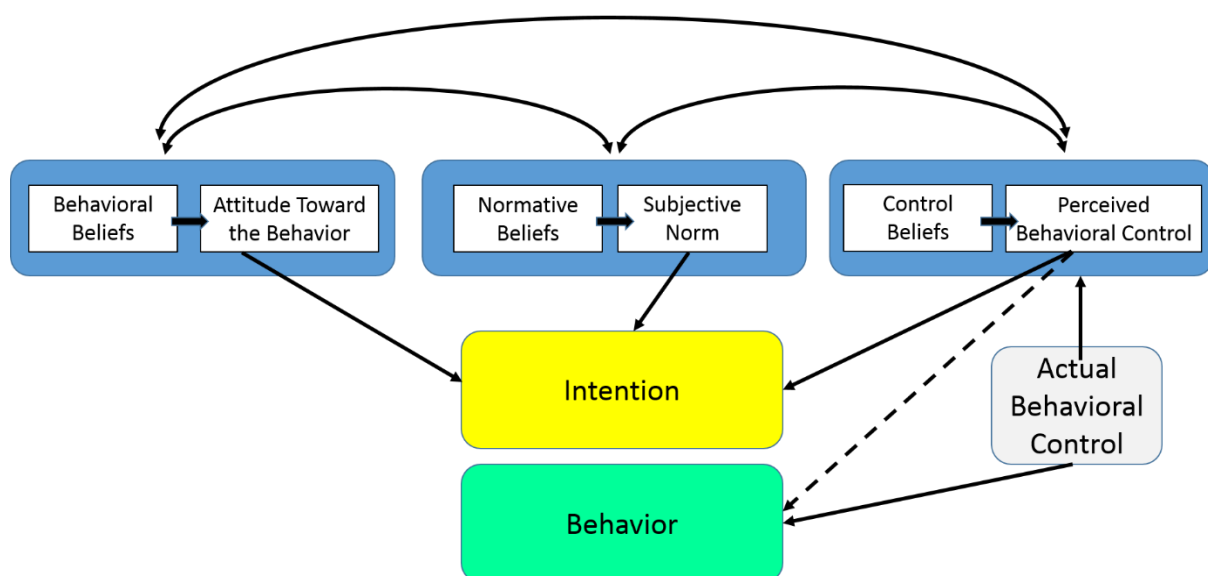 Behavioral
Beliefs
Attitude Toward
the Behavior
Normative
Beliefs
Subjective
Norm
Control
Beliefs
Perceived
Behavioral Control
Intention
Actual
Behavioral
Control
Behavior